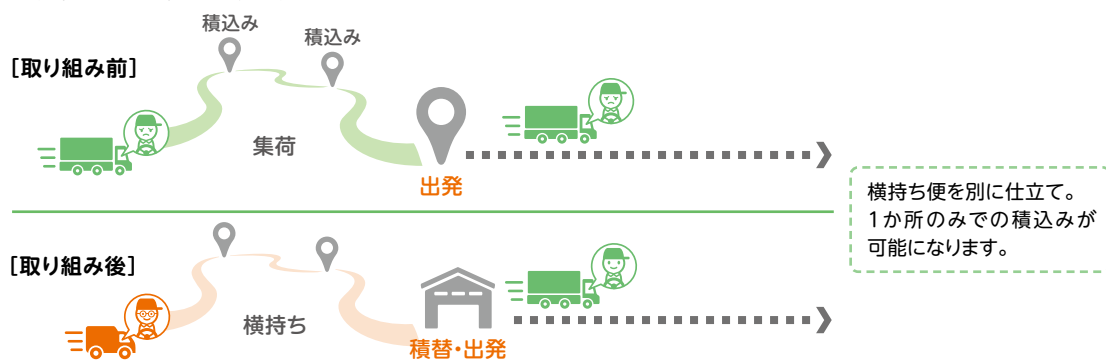 積込み
積込み
［取り組み前］
集荷
出発
横持ち便を別に仕立て。
1か所のみでの積込みが
可能になります。
［取り組み後］
横持ち
積替・出発